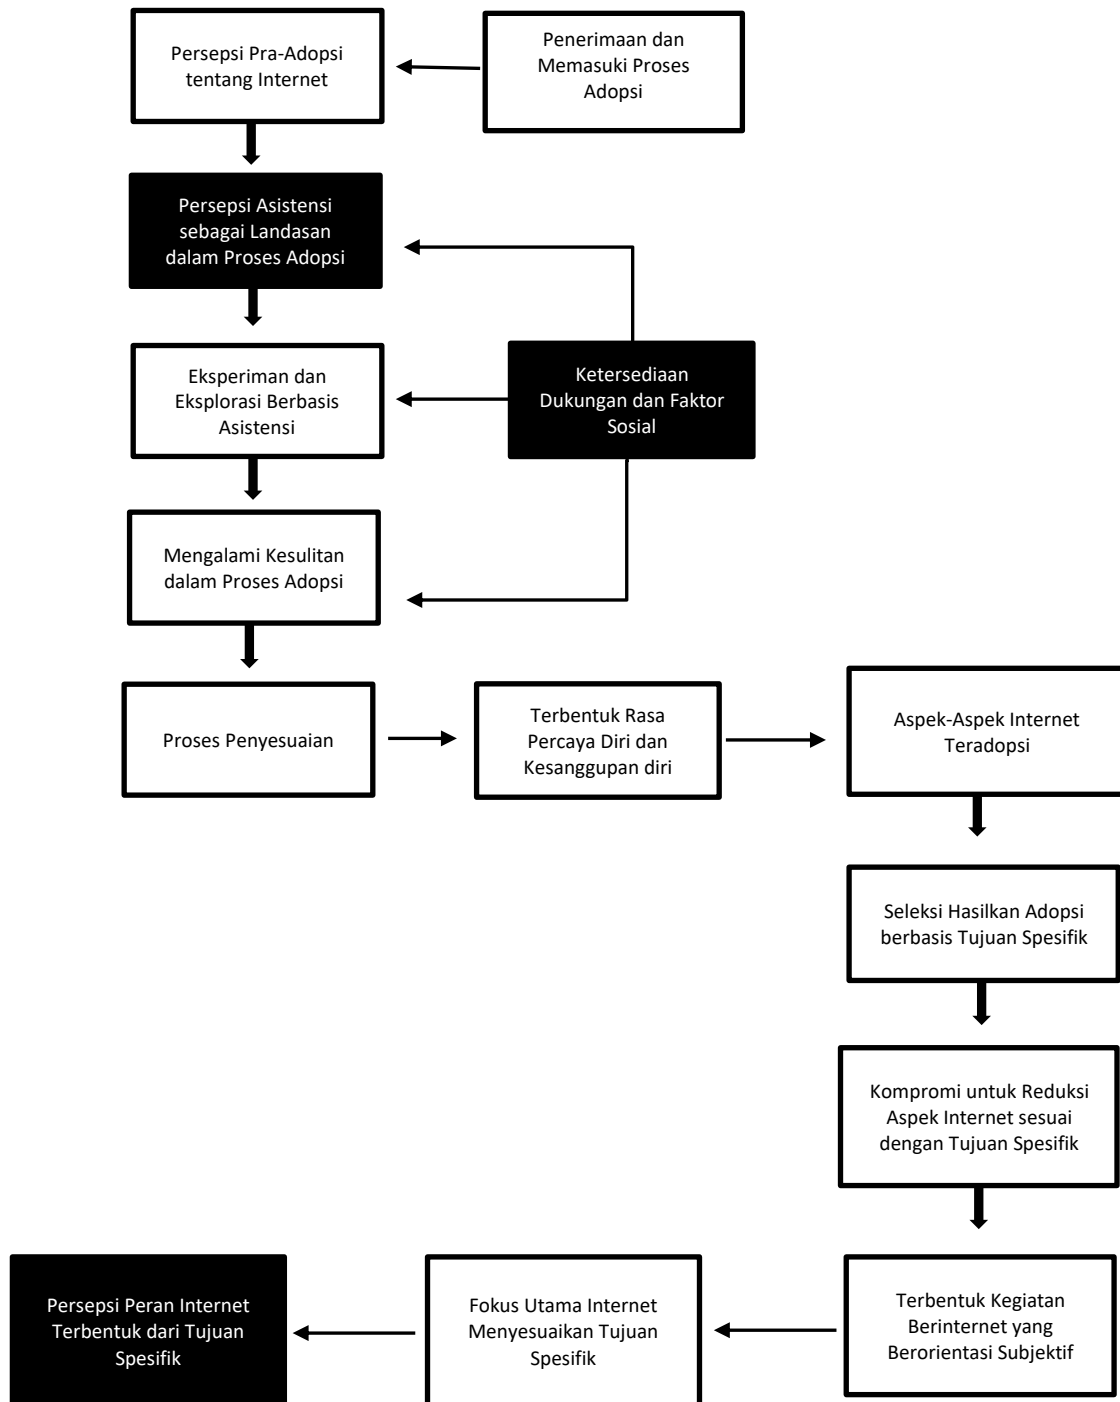 Persepsi Pra-Adopsi
tentang Internet
Penerimaan dan
Memasuki Proses
Adopsi
Persepsi Asistensi
sebagai Landasan
dalam Proses Adopsi
Eksperiman dan
Eksplorasi Berbasis
Asistensi
Ketersediaan
Dukungan dan Faktor
Sosial
Mengalami Kesulitan
dalam Proses Adopsi
Proses Penyesuaian
Terbentuk Rasa
Percaya Diri dan
Kesanggupan diri
Aspek-Aspek Internet
Teradopsi
Seleksi Hasilkan Adopsi
berbasis Tujuan Spesifik
Kompromi untuk Reduksi
Aspek Internet sesuai
dengan Tujuan Spesifik
Persepsi Peran Internet
Terbentuk dari Tujuan
Spesifik
Fokus Utama Internet
Menyesuaikan Tujuan
Spesifik
Terbentuk Kegiatan
Berinternet yang
Berorientasi Subjektif